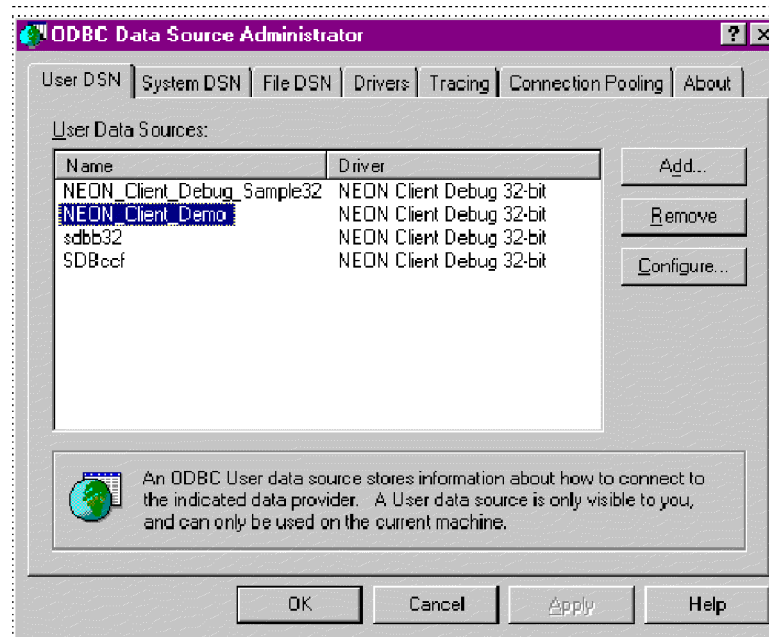 ODBC Data Source Administrator
User DSN System DSN File DSN Drivers Tracing Connection Pooling About
User Data Sources:
Name Driver
NEON_Client_Debug_Sample32 NEON Client Debug 32-bit
NEON_Client_Demo NEON Client Debug 32-bit
sdbb32 NEON Client Debug 32-bit
SDBccf NEON Client Debug 32-bit
Add...
Remove
Configure...
An ODBC User data source stores information about how to connect to
the indicated data provider. A User data source is only visible to you,
and can only be used on the current machine.
OK Cancel Apply Help